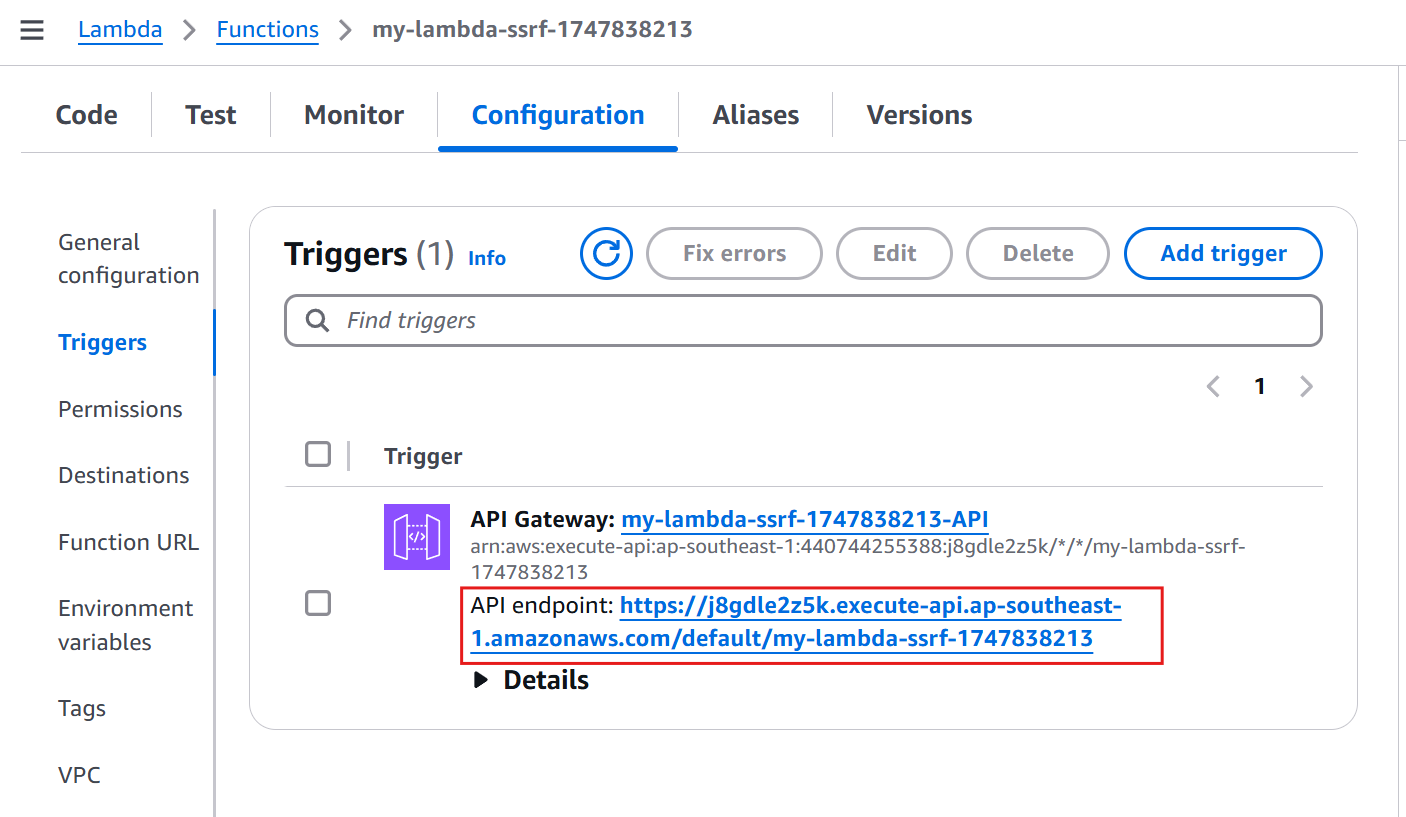 Lambda > Functions > my-lambda-ssrf-1747838213
Code Test Monitor Configuration Aliases Versions
General
configuration
Triggers
Permissions
Destinations
Function URL
Environment
variables
Tags
VPC
Triggers (1) Info
Fix errors Edit Delete Add trigger
Find triggers
1
Trigger
API Gateway: my-lambda-ssrf-1747838213-API
arn:aws:execute-api:ap-southeast-1:440744255388:j8gdle2z5k/*/*/my-lambda-ssrf-
1747838213
API endpoint: https://j8gdle2z5k.execute-api.ap-southeast-
1.amazonaws.com/default/my-lambda-ssrf-1747838213
Details